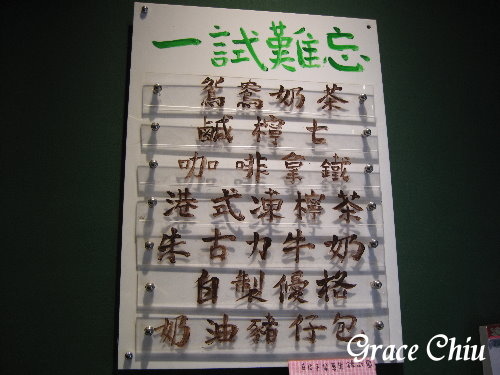 一試難忘
鴛鴦奶茶
鹹檸七
咖啡拿鐵
港式凍檸茶
朱古力牛奶
自製優格
奶油豬仔包
Grace Chiu